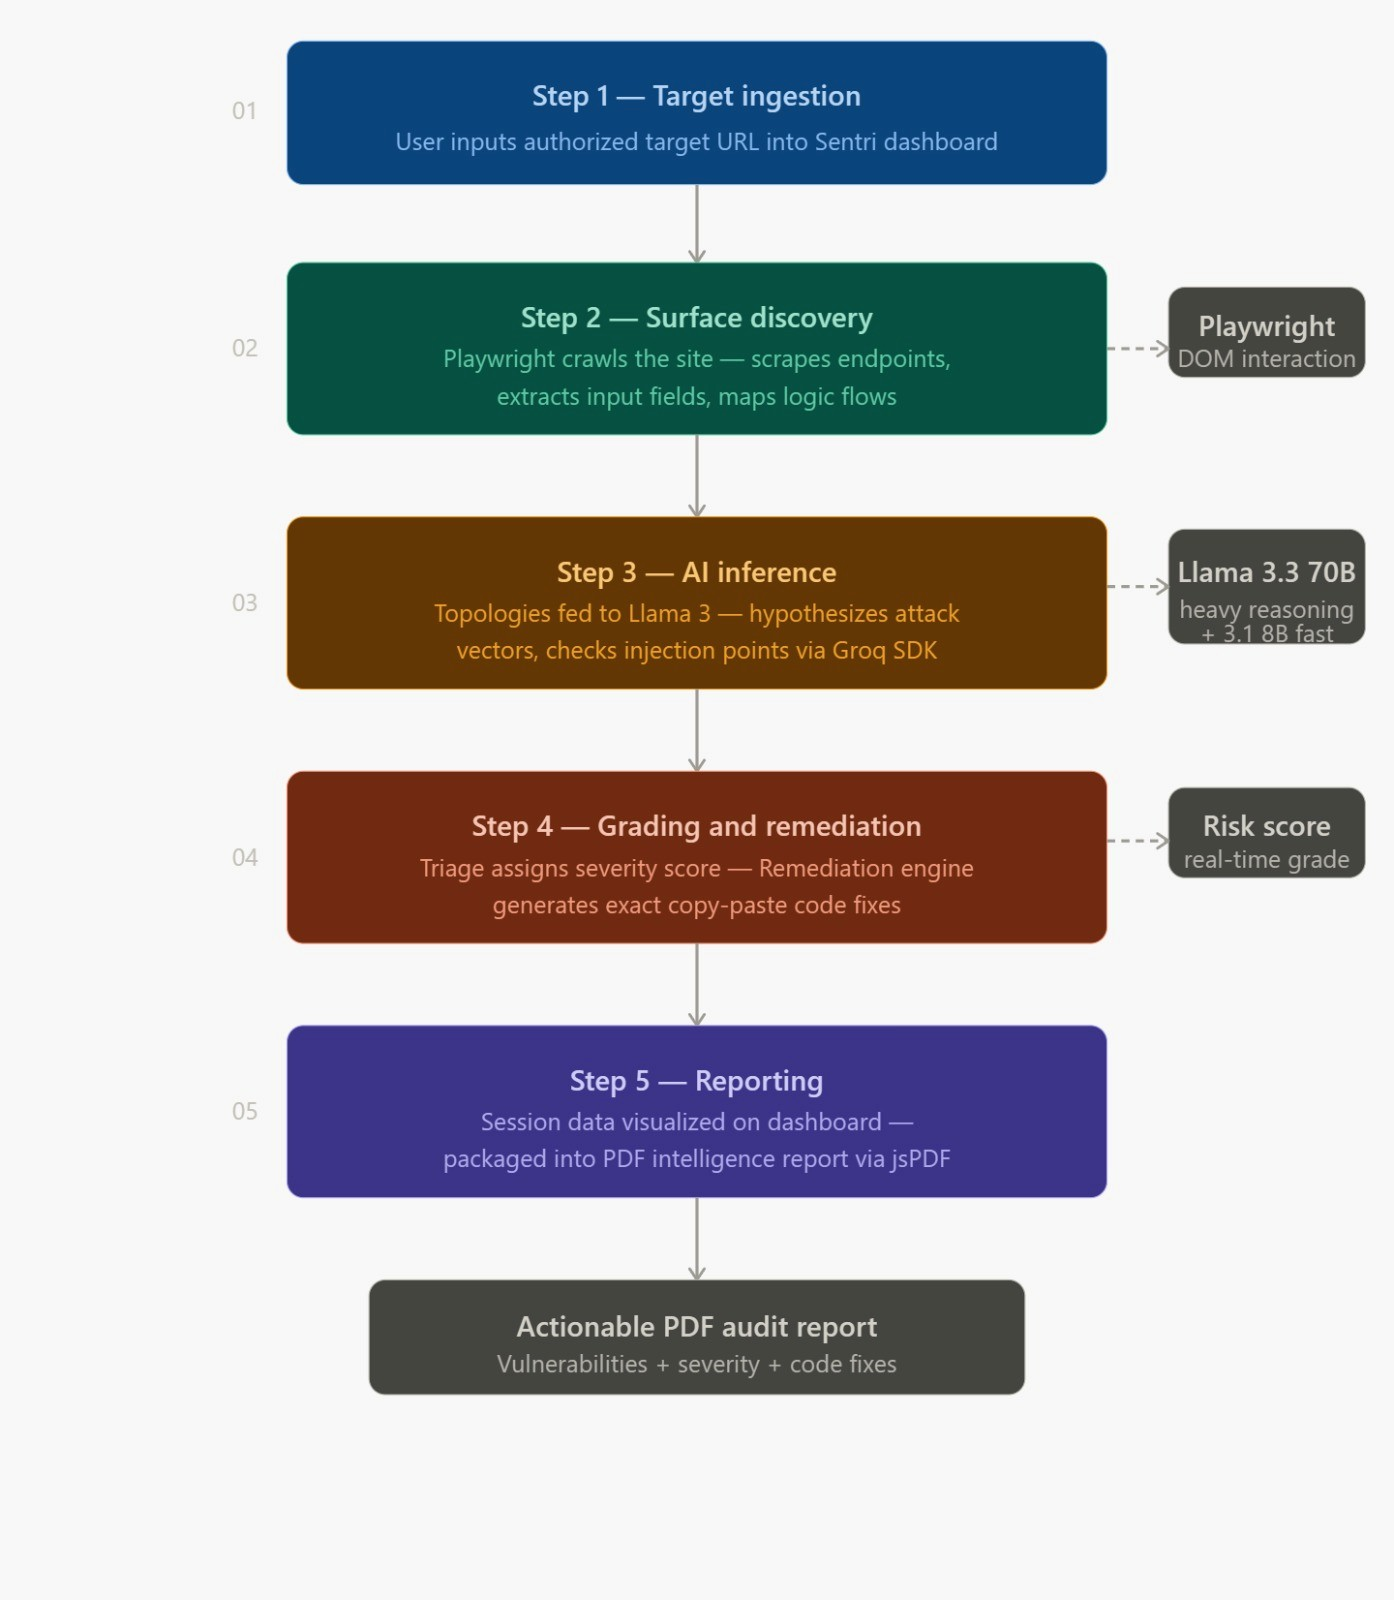 01
Step 1 — Target ingestion
User inputs authorized target URL into Sentri dashboard
02
Step 2 — Surface discovery
Playwright crawls the site — scrapes endpoints,
extracts input fields, maps logic flows
Playwright
DOM interaction
03
Step 3 — AI inference
Topologies fed to Llama 3 — hypothesizes attack
vectors, checks injection points via Groq SDK
Llama 3.3 70B
heavy reasoning
+ 3.1 8B fast
04
Step 4 — Grading and remediation
Triage assigns severity score — Remediation engine
generates exact copy-paste code fixes
Risk score
real-time grade
05
Step 5 — Reporting
Session data visualized on dashboard —
packaged into PDF intelligence report via jsPDF
Actionable PDF audit report
Vulnerabilities + severity + code fixes